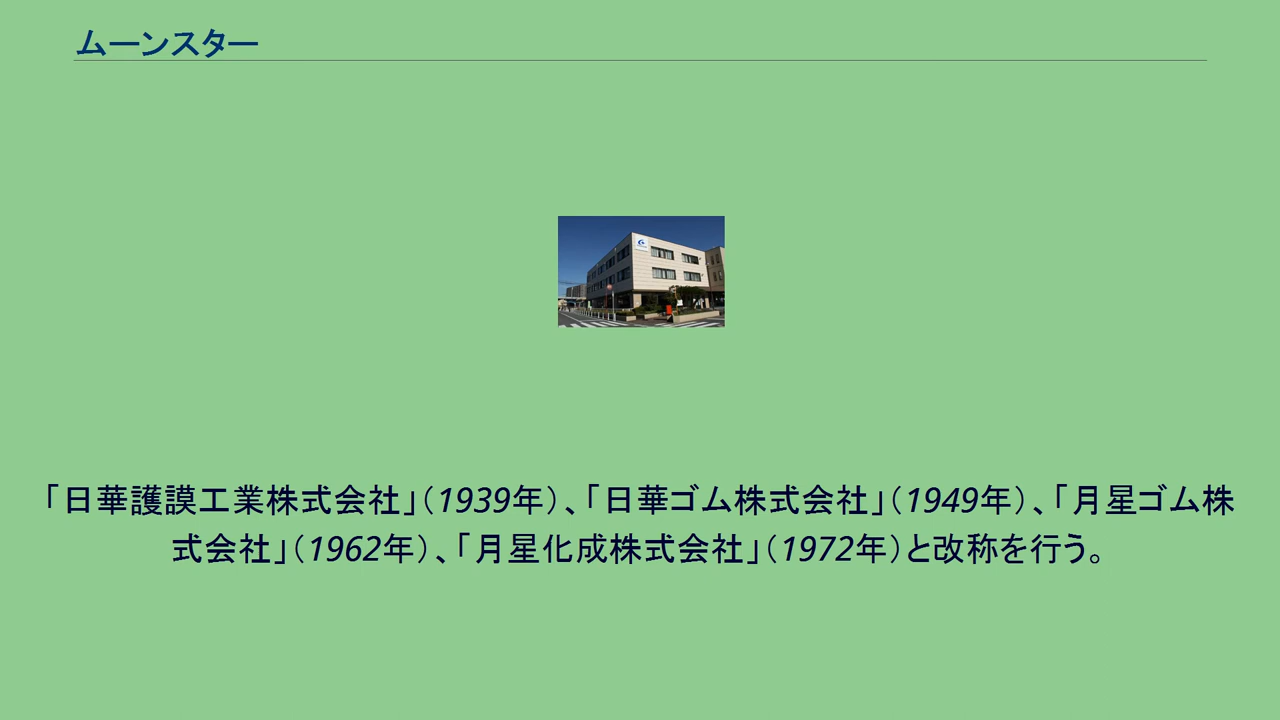 ムーンスター
「日華護謨工業株式会社」（1939年）、「日華ゴム株式会社」（1949年）、「月星ゴム株
式会社」（1962年）、「月星化成株式会社」（1972年）と改称を行う。